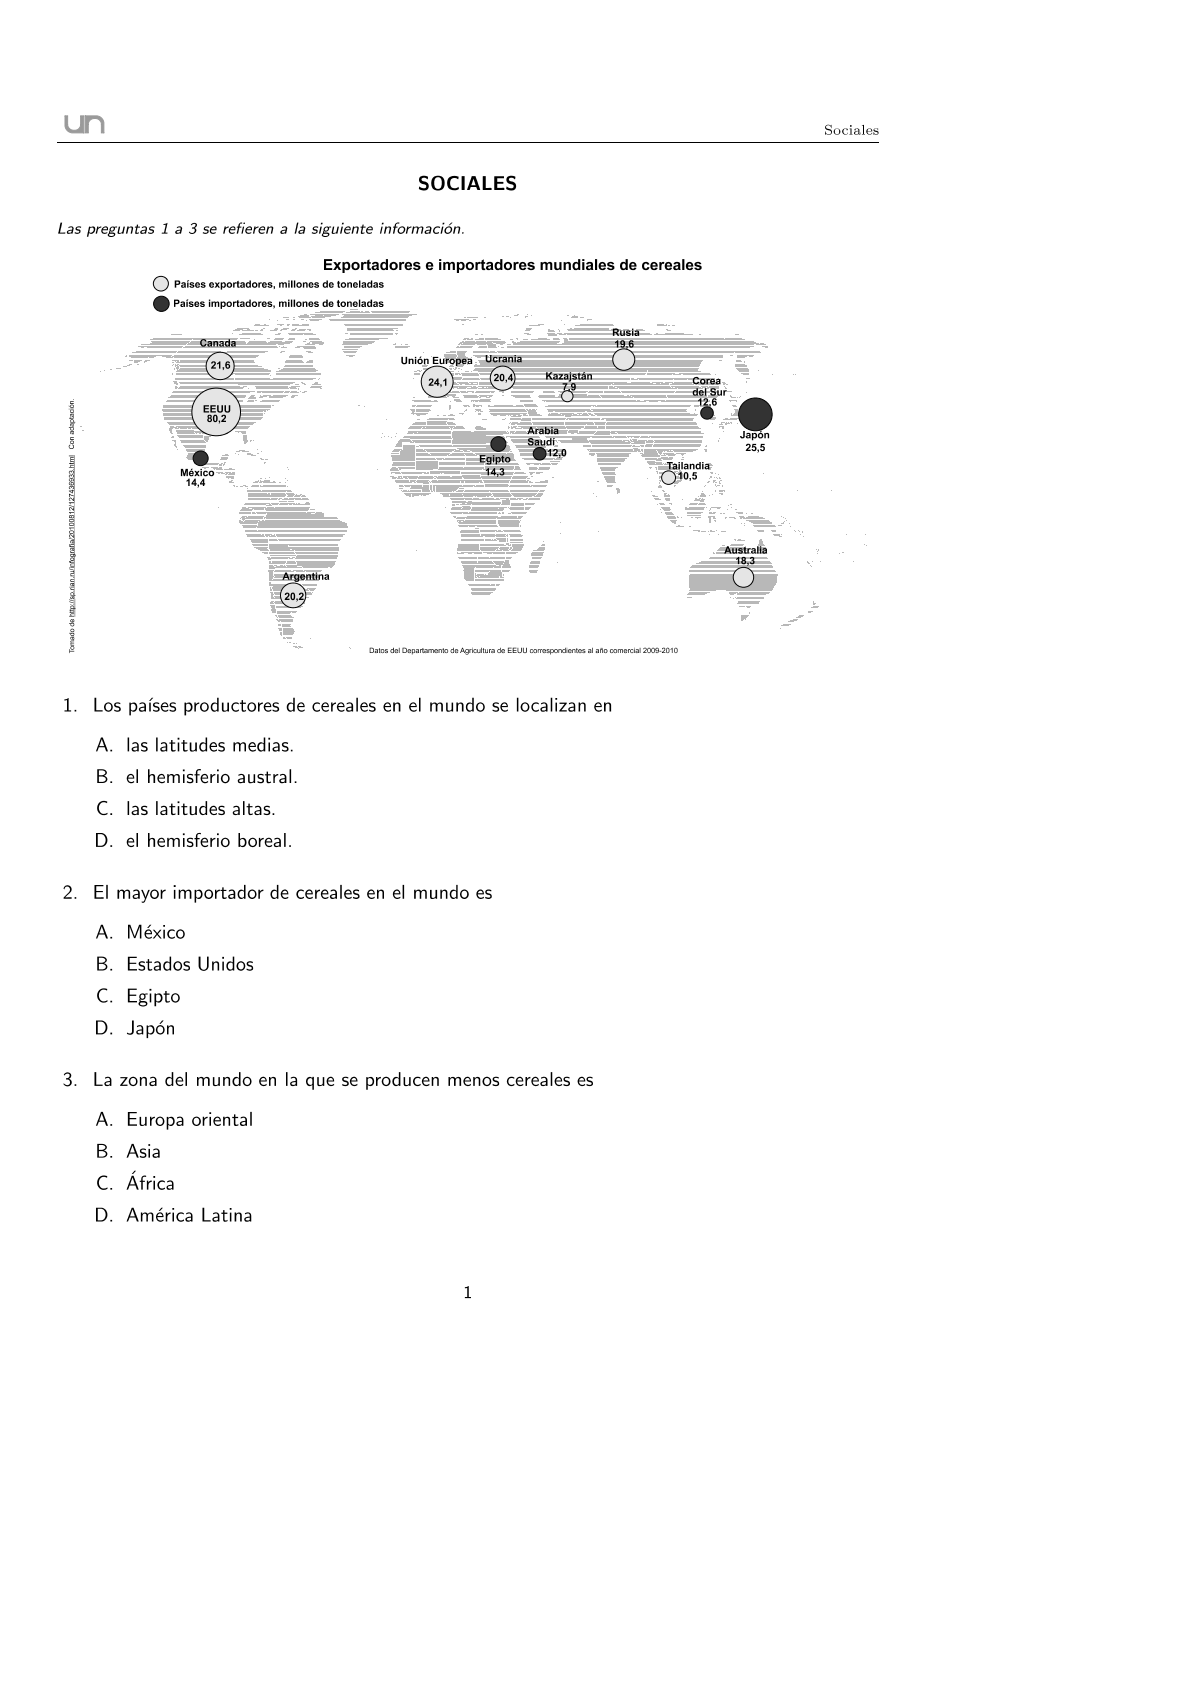 un
Sociales
SOCIALES
Las preguntas 1 a 3 se refieren a la siguiente información.
Exportadores e importadores mundiales de cereales
Países exportadores, millones de toneladas
Países importadores, millones de toneladas
Canada
21,6
EEUU
80,2
México
14,4
Argentina
20,2
Unión Europea
24,1
Ucrania
20,4
Kazajstán
7,9
Rusia
19,6
Egipto
14,3
Arabia
Saudí
12,0
Corea
del Sur
12,6
Japón
25,5
Tailandia
10,5
Australia
18,3
Datos del Departamento de Agricultura de EEUU correspondientes al año comercial 2009-2010
1. Los países productores de cereales en el mundo se localizan en
A. las latitudes medias.
B. el hemisferio austral.
C. las latitudes altas.
D. el hemisferio boreal.
2. El mayor importador de cereales en el mundo es
A. México
B. Estados Unidos
C. Egipto
D. Japón
3. La zona del mundo en la que se producen menos cereales es
A. Europa oriental
B. Asia
C. África
D. América Latina
1